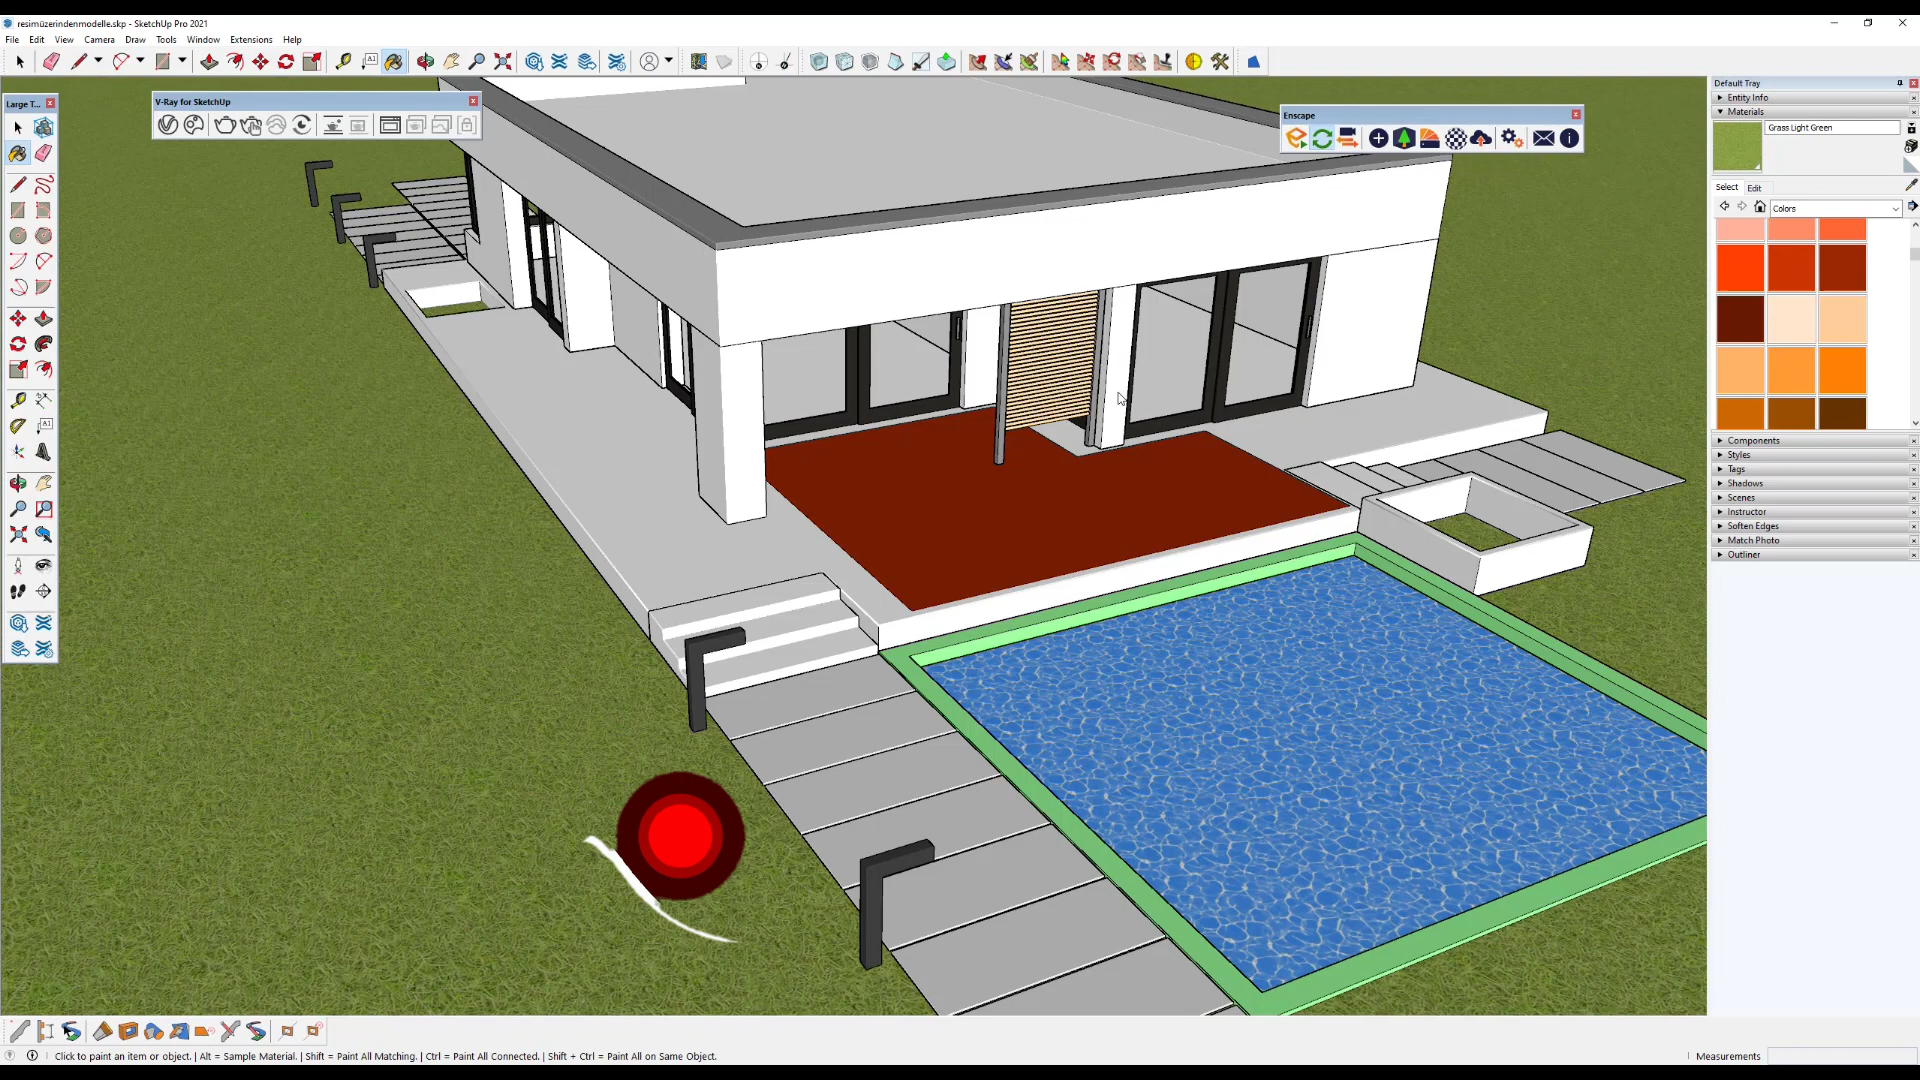 resimüzerindenmodelle.skp - SketchUp Pro 2021
File Edit View Camera Draw Tools Window Extensions Help
Large T...
V-Ray for SketchUp
Enscape
Default Tray
Entity Info
Materials
Grass Light Green
Select Edit
Colors
Components
Styles
Tags
Shadows
Scenes
Instructor
Soften Edges
Match Photo
Outliner
Click to paint an item or object. | Alt = Sample Material. | Shift = Paint All Matching. | Ctrl = Paint All Connected. | Shift + Ctrl = Paint All on Same Object.
Measurements